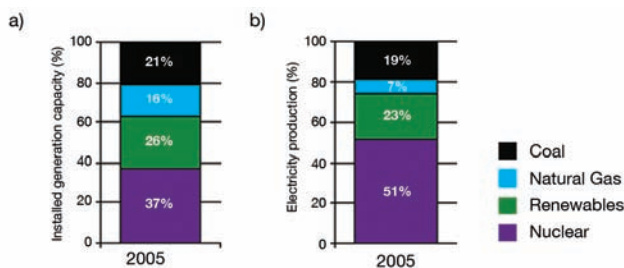 a)
Installed generation capacity (%)
100
80
60
40
20
0
21%
16%
26%
37%
2005
b)
Electricity production (%)
100
80
60
40
20
0
19%
7%
23%
51%
2005
Coal
Natural Gas
Renewables
Nuclear